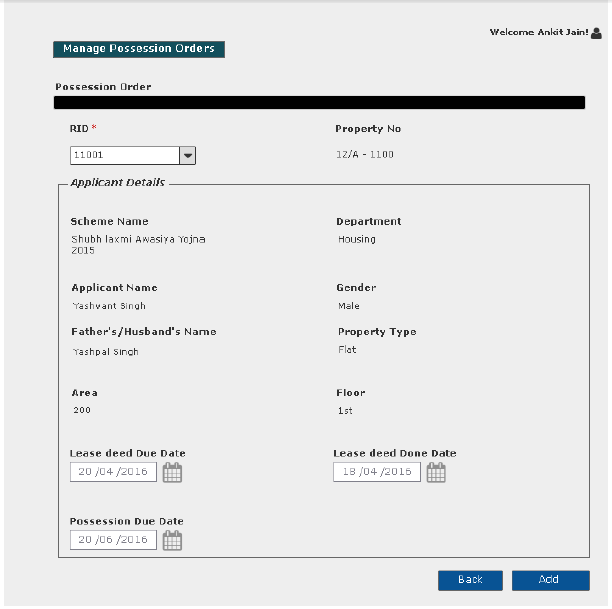 Welcome Ankit Jain!
Manage Possession Orders
Possession Order
RID *
Property No
11001
12/A - 1100
Applicant Details
Scheme Name
Department
Shubh laxmi Awasiya Yojna
2015
Housing
Applicant Name
Gender
Yashvant Singh
Male
Father's/Husband's Name
Property Type
Yashpal Singh
Flat
Area
Floor
200
1st
Lease deed Due Date
Lease deed Done Date
20 /04 /2016
18 /04 /2016
Possession Due Date
20 /06 /2016
Back
Add